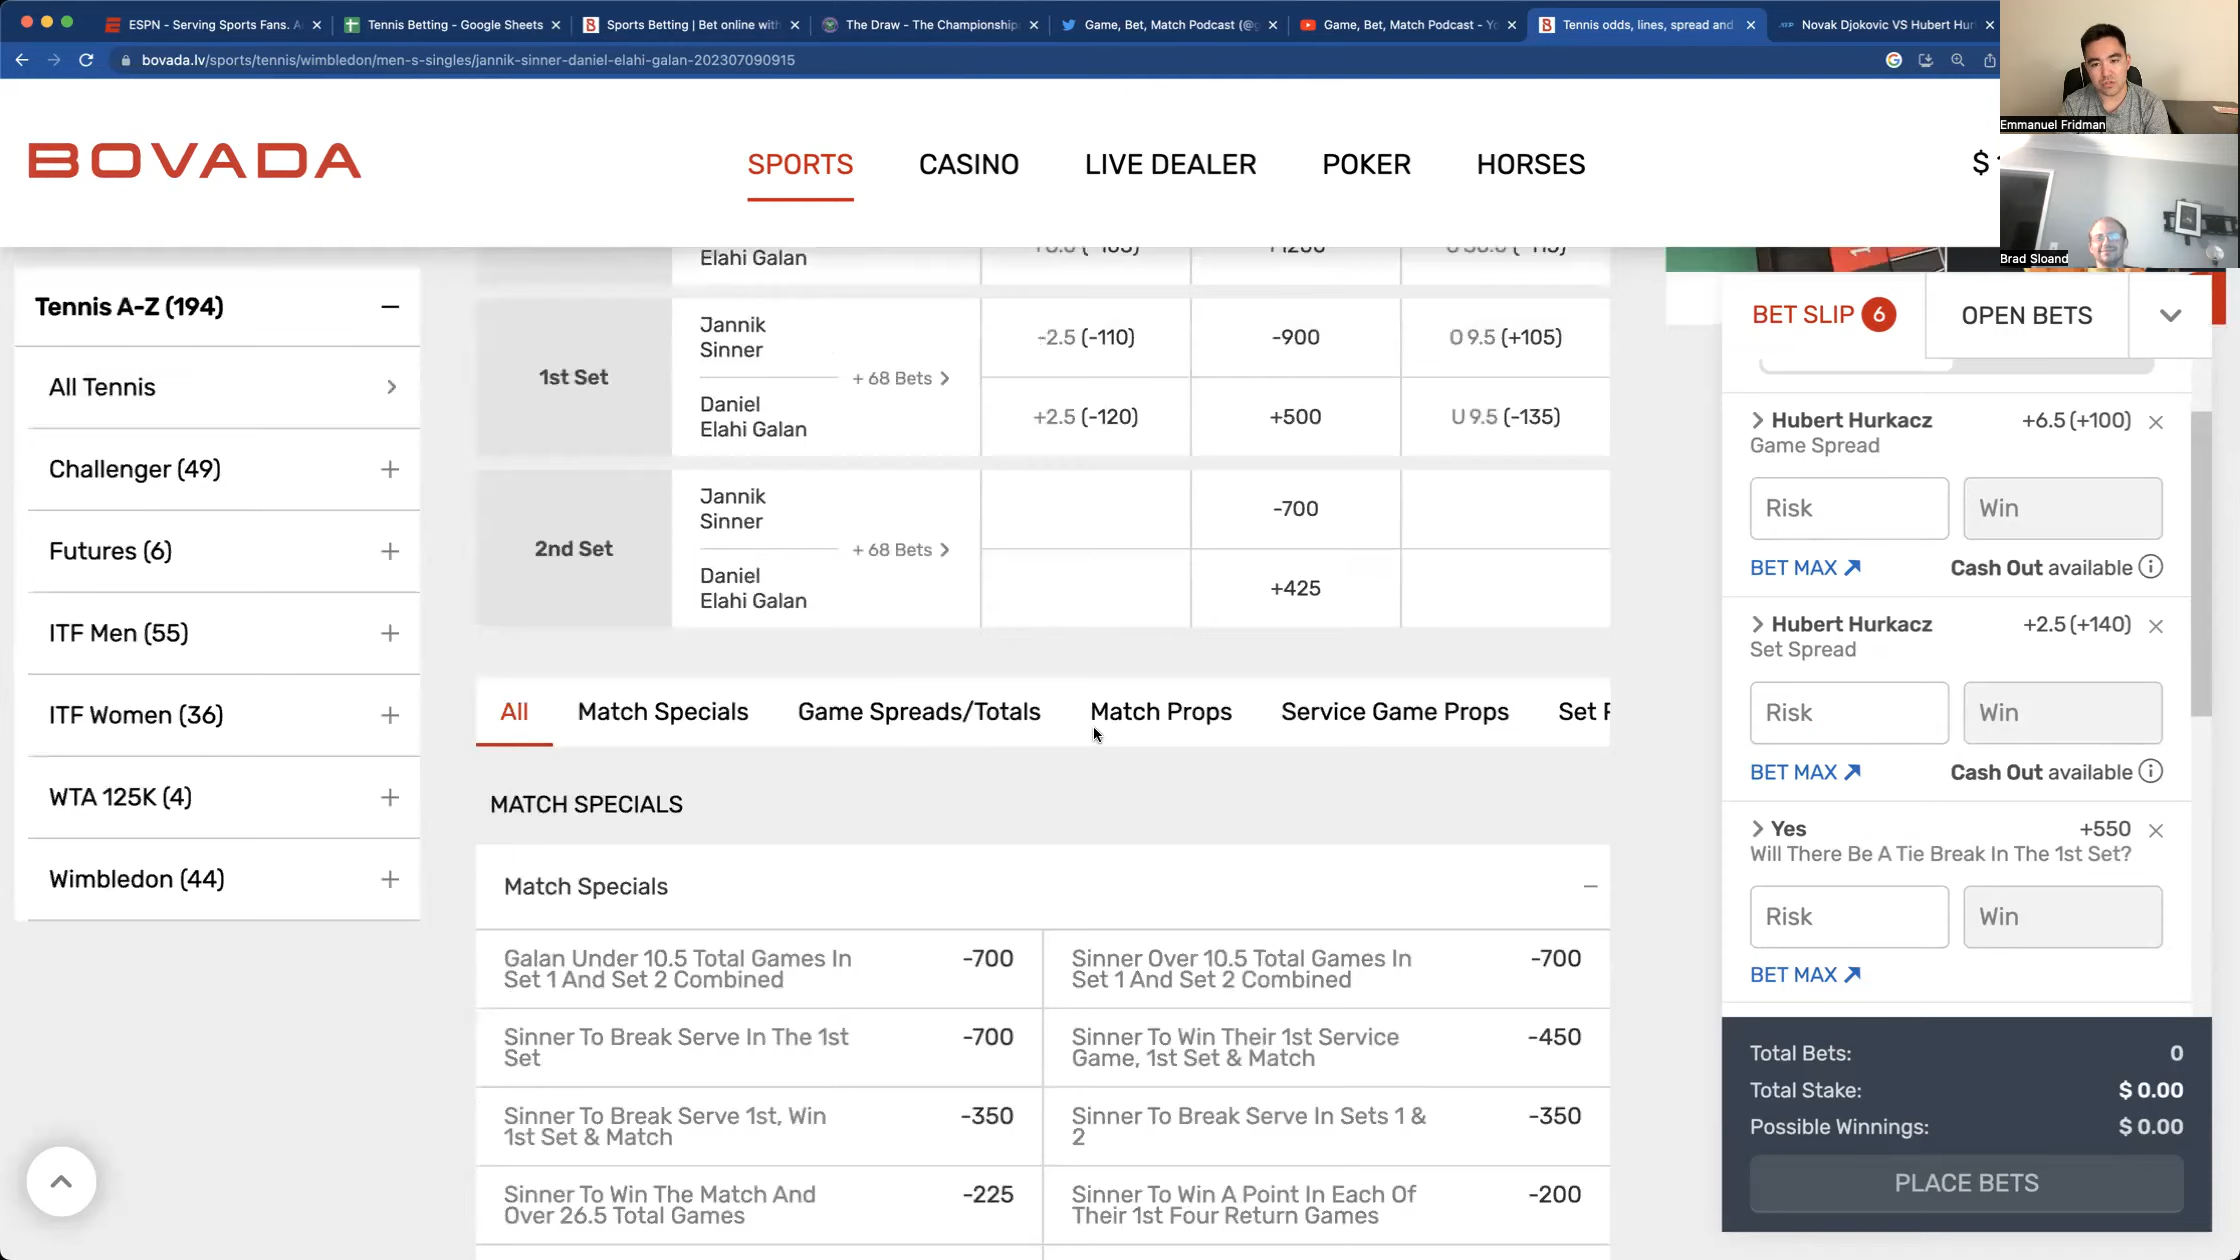 ESPN - Serving Sports Fans. A
Tennis Betting - Google Sheets
Sports Betting | Bet online with
The Draw - The Championship
Game, Bet, Match Podcast (@g
Game, Bet, Match Podcast - Yo
Tennis odds, lines, spread and
Novak Djokovic VS Hubert Hur
bovada.lv/sports/tennis/wimbledon/men-s-singles/jannik-sinner-daniel-elahi-galan-202307090915
Emmanuel Fridman
Brad Sloand
BOVADA
SPORTS
CASINO
LIVE DEALER
POKER
HORSES
$
Tennis A-Z (194)
All Tennis
Challenger (49)
Futures (6)
ITF Men (55)
ITF Women (36)
WTA 125K (4)
Wimbledon (44)
Elahi Galan
1st Set
Jannik
Sinner
+ 68 Bets
Daniel
Elahi Galan
-2.5 (-110)
-900
O 9.5 (+105)
+2.5 (-120)
+500
U 9.5 (-135)
2nd Set
Jannik
Sinner
+ 68 Bets
Daniel
Elahi Galan
-700
+425
All
Match Specials
Game Spreads/Totals
Match Props
Service Game Props
Set
MATCH SPECIALS
Match Specials
Galan Under 10.5 Total Games In
Set 1 And Set 2 Combined
-700
Sinner Over 10.5 Total Games In
Set 1 And Set 2 Combined
-700
Sinner To Break Serve In The 1st
Set
-700
Sinner To Win Their 1st Service
Game, 1st Set & Match
-450
Sinner To Break Serve 1st, Win
1st Set & Match
-350
Sinner To Break Serve In Sets 1 &
2
-350
Sinner To Win The Match And
Over 26.5 Total Games
-225
Sinner To Win A Point In Each Of
Their 1st Four Return Games
-200
BET SLIP 6
OPEN BETS
Hubert Hurkacz
+6.5 (+100)
Game Spread
Risk
Win
BET MAX
Cash Out available
Hubert Hurkacz
+2.5 (+140)
Set Spread
Risk
Win
BET MAX
Cash Out available
Yes
+550
Will There Be A Tie Break In The 1st Set?
Risk
Win
BET MAX
Total Bets: 0
Total Stake: $ 0.00
Possible Winnings: $ 0.00
PLACE BETS